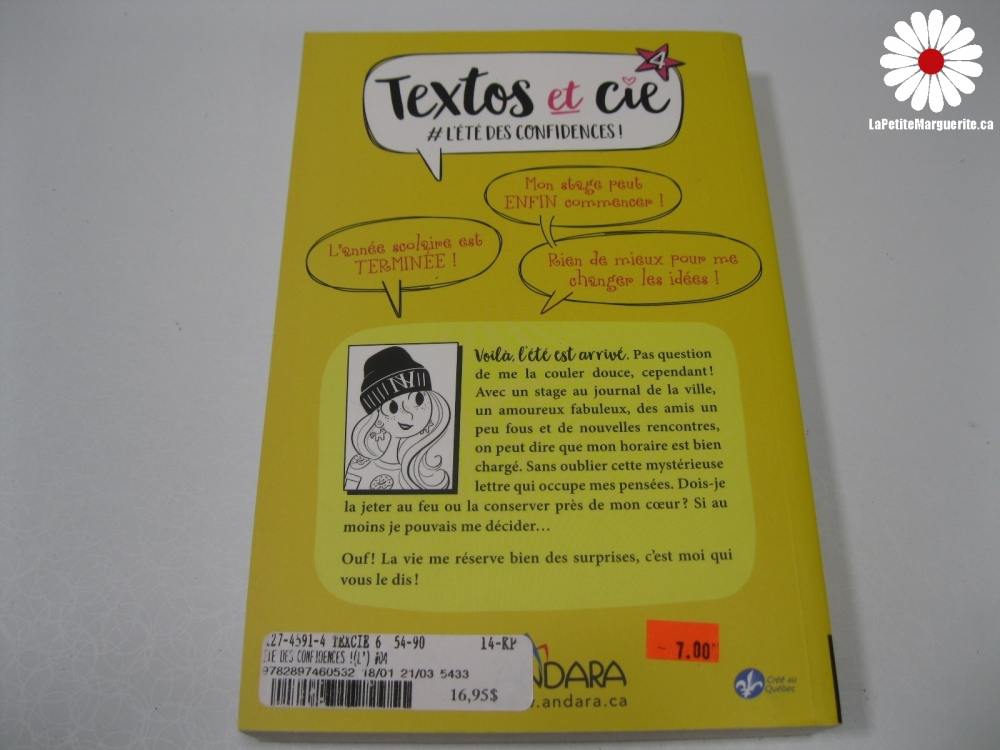 LaPetiteMarguerite.ca
4
Textos et cie
# L'ÉTÉ DES CONFIDENCES !
Mon stage peut
ENFIN commencer !
L'année scolaire est
TERMINÉE !
Rien de mieux pour me
changer les idées !
Voilà, l'été est arrivé. Pas question
de me la couler douce, cependant !
Avec un stage au journal de la ville,
un amoureux fabuleux, des amis un
peu fous et de nouvelles rencontres,
on peut dire que mon horaire est bien
chargé. Sans oublier cette mystérieuse
lettre qui occupe mes pensées. Dois-je
la jeter au feu ou la conserver près de mon cœur ? Si au
moins je pouvais me décider…
Ouf ! La vie me réserve bien des surprises, c'est moi qui
vous le dis !
27-4591-4 TEXCIE 6 54-90 14-RP
ETE DES CONFIDENCES !(L') #04
9782897460532 18/01 21/03 5433
16,95$
NDARA
.andara.ca
7.00
Créé au
Québec